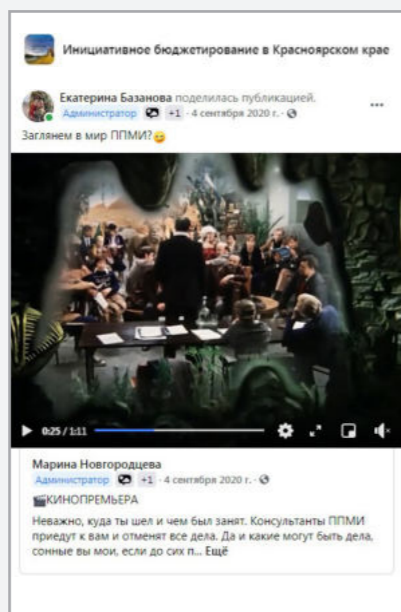 Инициативное бюджетирование в Красноярском крае
Екатерина Базанова поделилась публикацией.
Администратор +1 · 4 сентября 2020 г. ·
Заглянем в мир ППМИ?😄
0:25 / 1:11
Марина Новгородцева
Администратор +1 · 4 сентября 2020 г. ·
🎬КИНОПРЕМЬЕРА
Неважно, куда ты шел и чем был занят. Консультанты ППМИ
приедут к вам и отменят все дела. Да и какие могут быть дела,
сонные вы мои, если до сих п... Ещё